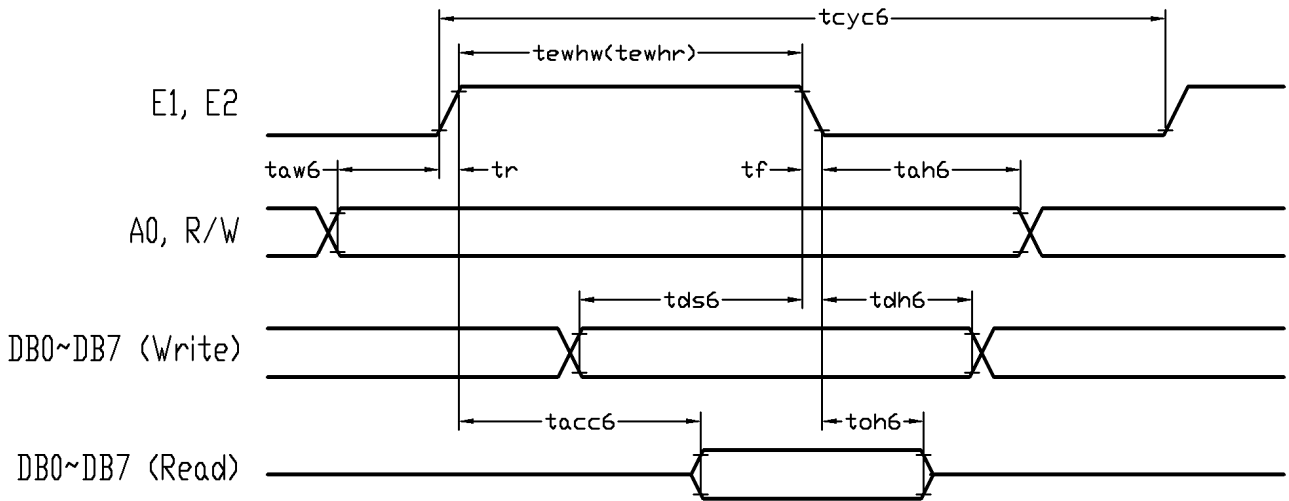 tcyc6
tewhw(tewhr)
E1, E2
taw6 tr tf tah6
A0, R/W
tds6 tdh6
DB0~DB7 (Write)
tacc6 toh6
DB0~DB7 (Read)